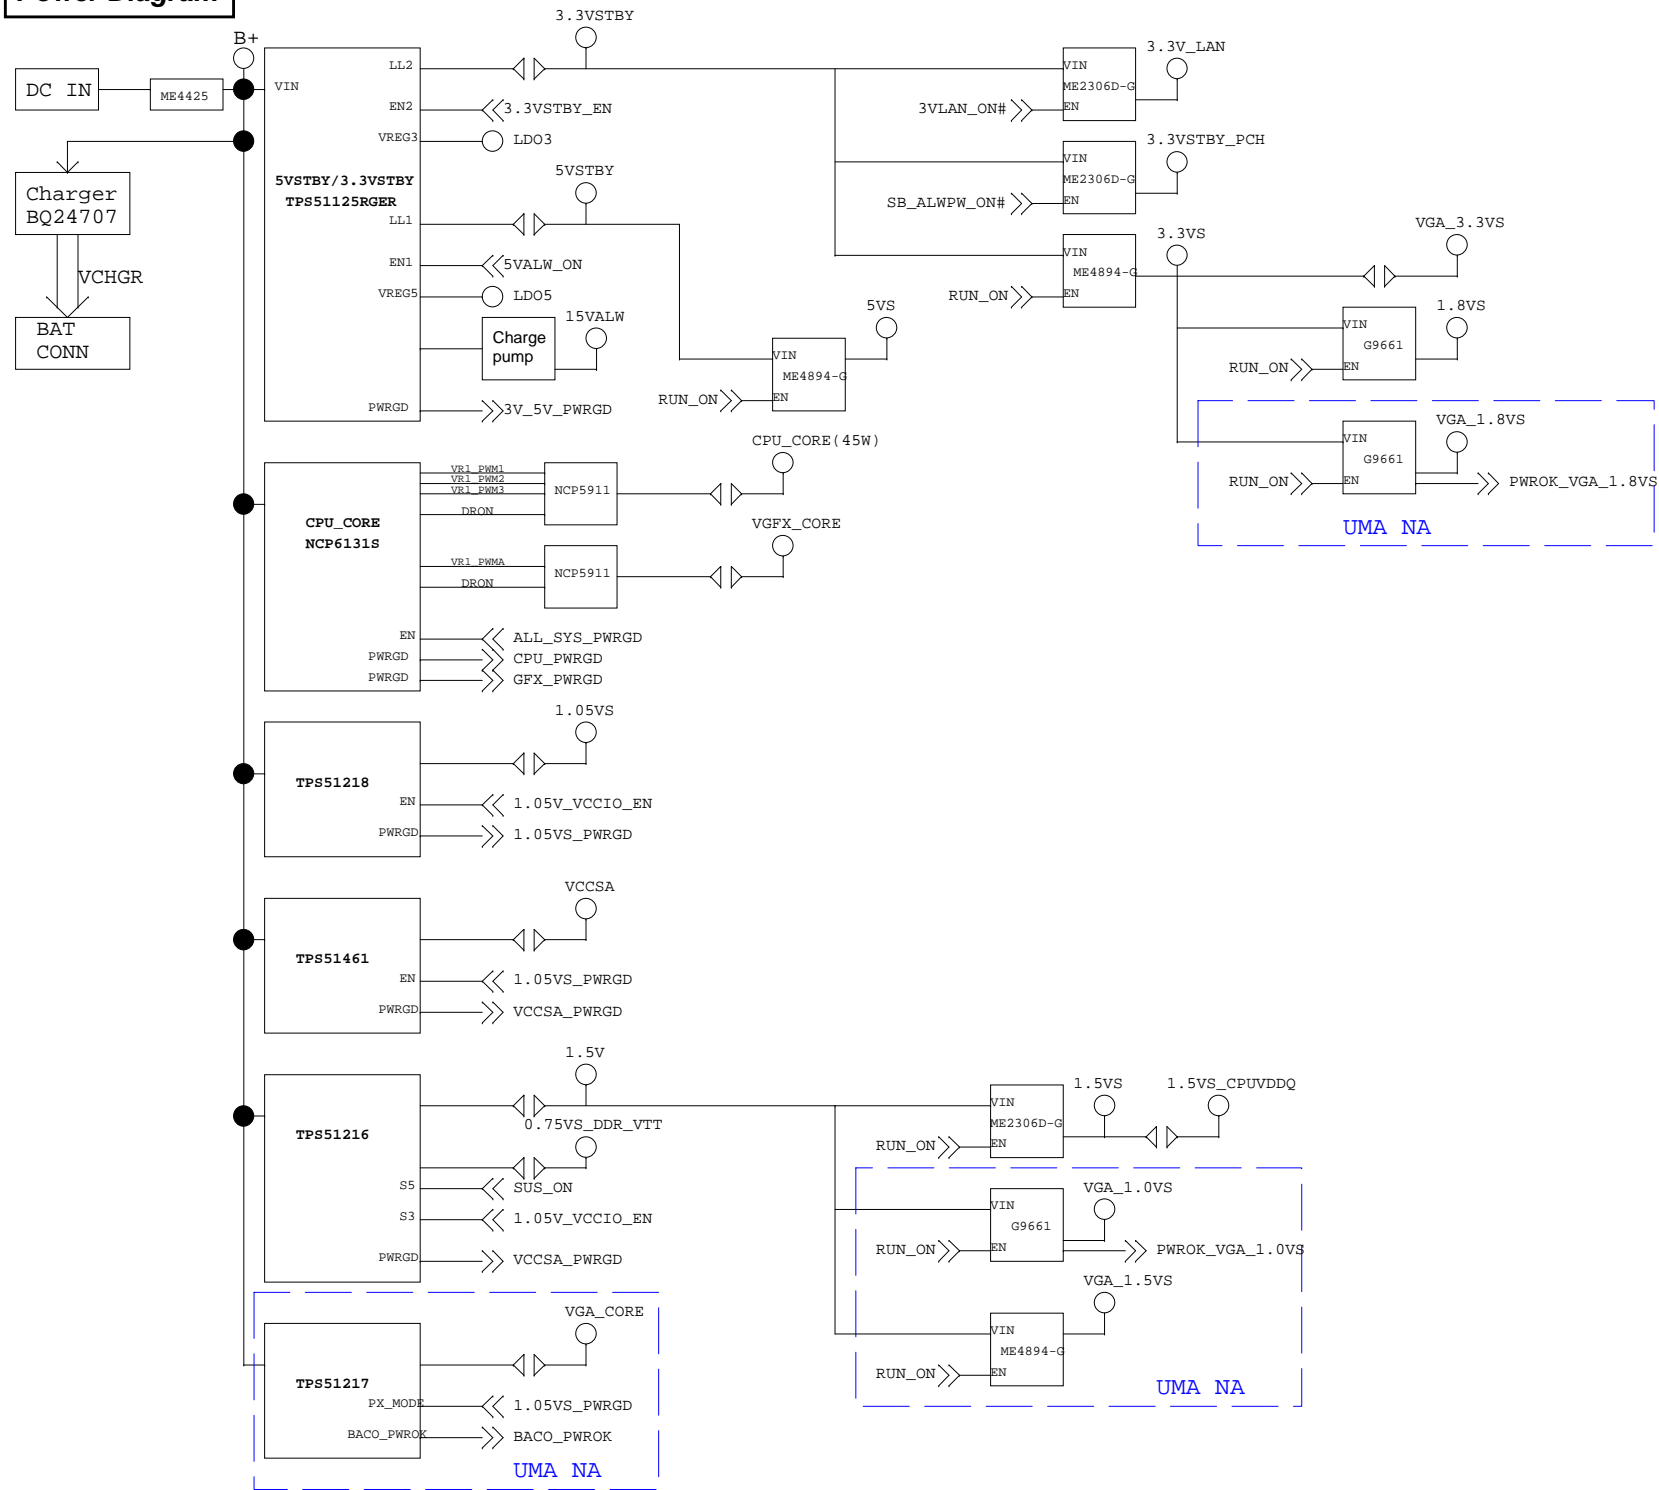 Power Diagram
B+
DC IN
ME4425
Charger
BQ24707
VCHGR
BAT
CONN
VIN
LL2
EN2
VREG3
5VSTBY/3.3VSTBY
TPS51125RGER
LL1
EN1
VREG5
PWRGD
3.3VSTBY
3.3VSTBY_EN
LDO3
5VSTBY
5VALW_ON
LDO5
15VALW
Charge
pump
3V_5V_PWRGD
5VS
VIN
ME4894-G
RUN_ON
EN
3.3V_LAN
VIN
ME2306D-G
3VLAN_ON#
EN
3.3VSTBY_PCH
VIN
ME2306D-G
SB_ALWPW_ON#
EN
3.3VS
VIN
ME4894-G
RUN_ON
EN
VGA_3.3VS
1.8VS
VIN
G9661
RUN_ON
EN
VGA_1.8VS
VIN
G9661
RUN_ON
EN
PWROK_VGA_1.8VS
UMA NA
CPU_CORE
NCP6131S
VR1_PWM1
VR1_PWM2
VR1_PWM3
DRON
NCP5911
CPU_CORE(45W)
VR1_PWMA
DRON
NCP5911
VGFX_CORE
EN
ALL_SYS_PWRGD
PWRGD
CPU_PWRGD
PWRGD
GFX_PWRGD
1.05VS
TPS51218
EN
1.05V_VCCIO_EN
PWRGD
1.05VS_PWRGD
VCCSA
TPS51461
EN
1.05VS_PWRGD
PWRGD
VCCSA_PWRGD
1.5V
TPS51216
0.75VS_DDR_VTT
S5
SUS_ON
S3
1.05V_VCCIO_EN
PWRGD
VCCSA_PWRGD
1.5VS
1.5VS_CPUVDDQ
VIN
ME2306D-G
RUN_ON
EN
VGA_1.0VS
VIN
G9661
RUN_ON
EN
PWROK_VGA_1.0VS
VGA_1.5VS
VIN
ME4894-G
RUN_ON
EN
UMA NA
VGA_CORE
TPS51217
PX_MODE
1.05VS_PWRGD
BACO_PWROK
BACO_PWROK
UMA NA